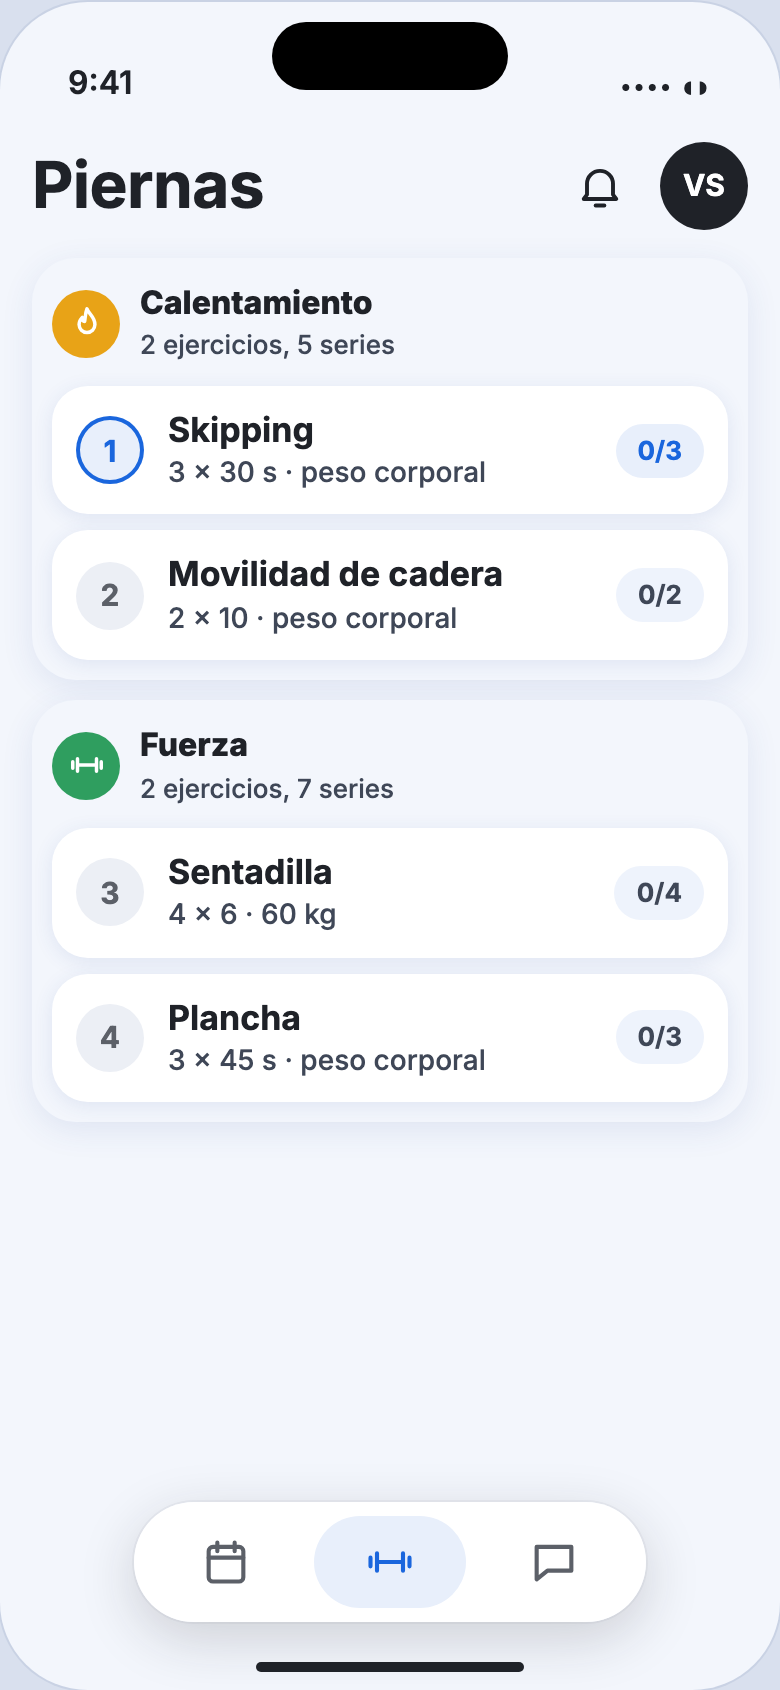 9:41
Piernas
VS
Calentamiento
2 ejercicios, 5 series
1
Skipping
3 × 30 s · peso corporal
0/3
2
Movilidad de cadera
2 × 10 · peso corporal
0/2
Fuerza
2 ejercicios, 7 series
3
Sentadilla
4 × 6 · 60 kg
0/4
4
Plancha
3 × 45 s · peso corporal
0/3